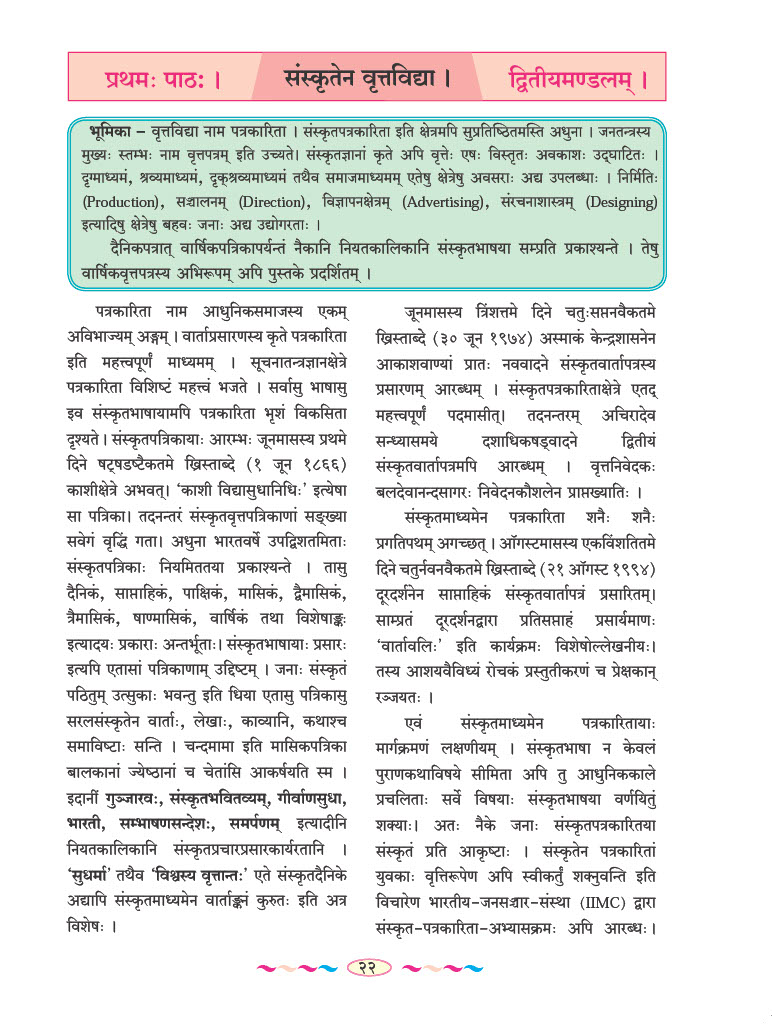 प्रथमः पाठः ।
संस्कृतेन वृत्तविद्या ।
द्वितीयमण्डलम् ।
भूमिका – वृत्तविद्या नाम पत्रकारिता । संस्कृतपत्रकारिता इति क्षेत्रमपि सुप्रतिष्ठितमस्ति अधुना । जनतन्त्रस्य
मुख्यः स्तम्भः नाम वृत्तपत्रम् इति उच्यते। संस्कृतज्ञानां कृते अपि वृत्तेः एषः विस्तृतः अवकाशः उद्घाटितः ।
दृग्माध्यमं, श्रव्यमाध्यमं, दृक्श्रव्यमाध्यमं तथैव समाजमाध्यमम् एतेषु क्षेत्रेषु अवसराः अद्य उपलब्धाः । निर्मितिः
(Production), सञ्चालनम् (Direction), विज्ञापनक्षेत्रम् (Advertising), संरचनाशास्त्रम् (Designing)
इत्यादिषु क्षेत्रेषु बहवः जनाः अद्य उद्योगरताः ।
दैनिकपत्रात् वार्षिकपत्रिकापर्यन्तं नैकानि नियतकालिकानि संस्कृतभाषया सम्प्रति प्रकाश्यन्ते । तेषु
वार्षिकवृत्तपत्रस्य अभिरूपम् अपि पुस्तके प्रदर्शितम् ।
पत्रकारिता नाम आधुनिकसमाजस्य एकम्
अविभाज्यम् अङ्गम् । वार्ताप्रसारणस्य कृते पत्रकारिता
इति महत्त्वपूर्णं माध्यमम् । सूचनातन्त्रज्ञानक्षेत्रे
पत्रकारिता विशिष्टं महत्त्वं भजते । सर्वासु भाषासु
इव संस्कृतभाषायामपि पत्रकारिता भृशं विकसिता
दृश्यते । संस्कृतपत्रिकायाः आरम्भः जूनमासस्य प्रथमे
दिने षट्षडष्टैकतमे ख्रिस्ताब्दे (१ जून १८६६)
काशीक्षेत्रे अभवत्। ‘काशी विद्यासुधानिधिः’ इत्येषा
सा पत्रिका। तदनन्तरं संस्कृतवृत्तपत्रिकाणां सङ्ख्या
सवेगं वृद्धिं गता। अधुना भारतवर्षे उपद्विशतमिताः
संस्कृतपत्रिकाः नियमिततया प्रकाश्यन्ते । तासु
दैनिकं, साप्ताहिकं, पाक्षिकं, मासिकं, द्वैमासिकं,
त्रैमासिकं, षाण्मासिकं, वार्षिकं तथा विशेषाङ्कः
इत्यादयः प्रकाराः अन्तर्भूताः। संस्कृतभाषायाः प्रसारः
इत्यपि एतासां पत्रिकाणाम् उद्दिष्टम् । जनाः संस्कृतं
पठितुम् उत्सुकाः भवन्तु इति धिया एतासु पत्रिकासु
सरलसंस्कृतेन वार्ताः, लेखाः, काव्यानि, कथाश्च
समाविष्टाः सन्ति । चन्दमामा इति मासिकपत्रिका
बालकानां ज्येष्ठानां च चेतांसि आकर्षयति स्म ।
इदानीं गुञ्जारवः, संस्कृतभवितव्यम्, गीर्वाणसुधा,
भारती, सम्भाषणसन्देशः, समर्पणम् इत्यादीनि
नियतकालिकानि संस्कृतप्रचारप्रसारकार्यरतानि ।
‘सुधर्मा’ तथैव ‘विश्वस्य वृत्तान्तः’ एते संस्कृतदैनिके
अद्यापि संस्कृतमाध्यमेन वार्ताङ्कनं कुरुतः इति अत्र
विशेषः ।
जूनमासस्य त्रिंशत्तमे दिने चतुःसप्तनवैकतमे
ख्रिस्ताब्दे (३० जून १९७४) अस्माकं केन्द्रशासनेन
आकाशवाण्यां प्रातः नववादने संस्कृतवार्तापत्रस्य
प्रसारणम् आरब्धम् । संस्कृतपत्रकारिताक्षेत्रे एतद्
महत्त्वपूर्णं पदमासीत्। तदनन्तरम् अचिरादेव
सन्ध्यासमये दशाधिकषड्वादने द्वितीयं
संस्कृतवार्तापत्रमपि आरब्धम् । वृत्तनिवेदकः
बलदेवानन्दसागरः निवेदनकौशलेन प्राप्तख्यातिः ।
संस्कृतमाध्यमेन पत्रकारिता शनैः शनैः
प्रगतिपथम् अगच्छत् । ऑगस्टमासस्य एकविंशतितमे
दिने चतुर्नवनवैकतमे ख्रिस्ताब्दे (२१ ऑगस्ट १९९४)
दूरदर्शनेन साप्ताहिकं संस्कृतवार्तापत्रं प्रसारितम्।
साम्प्रतं दूरदर्शनद्वारा प्रतिसप्ताहं प्रसार्यमाणः
‘वार्तावलिः’ इति कार्यक्रमः विशेषोल्लेखनीयः।
तस्य आशयवैविध्यं रोचकं प्रस्तुतीकरणं च प्रेक्षकान्
रञ्जयतः ।
एवं संस्कृतमाध्यमेन पत्रकारितायाः
मार्गक्रमणं लक्षणीयम् । संस्कृतभाषा न केवलं
पुराणकथाविषये सीमिता अपि तु आधुनिककाले
प्रचलिताः सर्वे विषयाः संस्कृतभाषया वर्णयितुं
शक्याः। अतः नैके जनाः संस्कृतपत्रकारितया
संस्कृतं प्रति आकृष्टाः । संस्कृतेन पत्रकारितां
युवकाः वृत्तिरूपेण अपि स्वीकर्तुं शक्नुवन्ति इति
विचारेण भारतीय-जनसञ्चार-संस्था (IIMC) द्वारा
संस्कृत-पत्रकारिता-अभ्यासक्रमः अपि आरब्धः।
२२